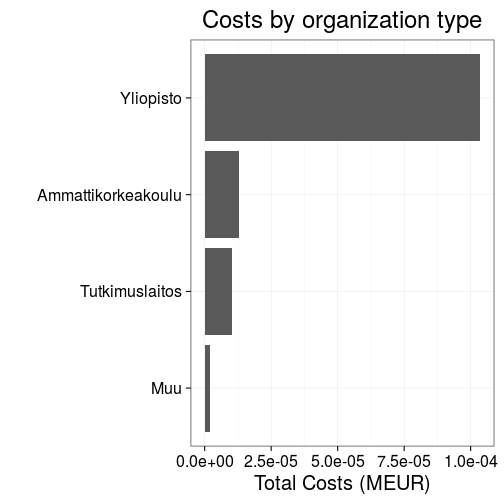 Costs by organization type
Yliopisto
Ammattikorkeakoulu
Tutkimuslaitos
Muu
0.0e+00 2.5e-05 5.0e-05 7.5e-05 1.0e-04
Total Costs (MEUR)